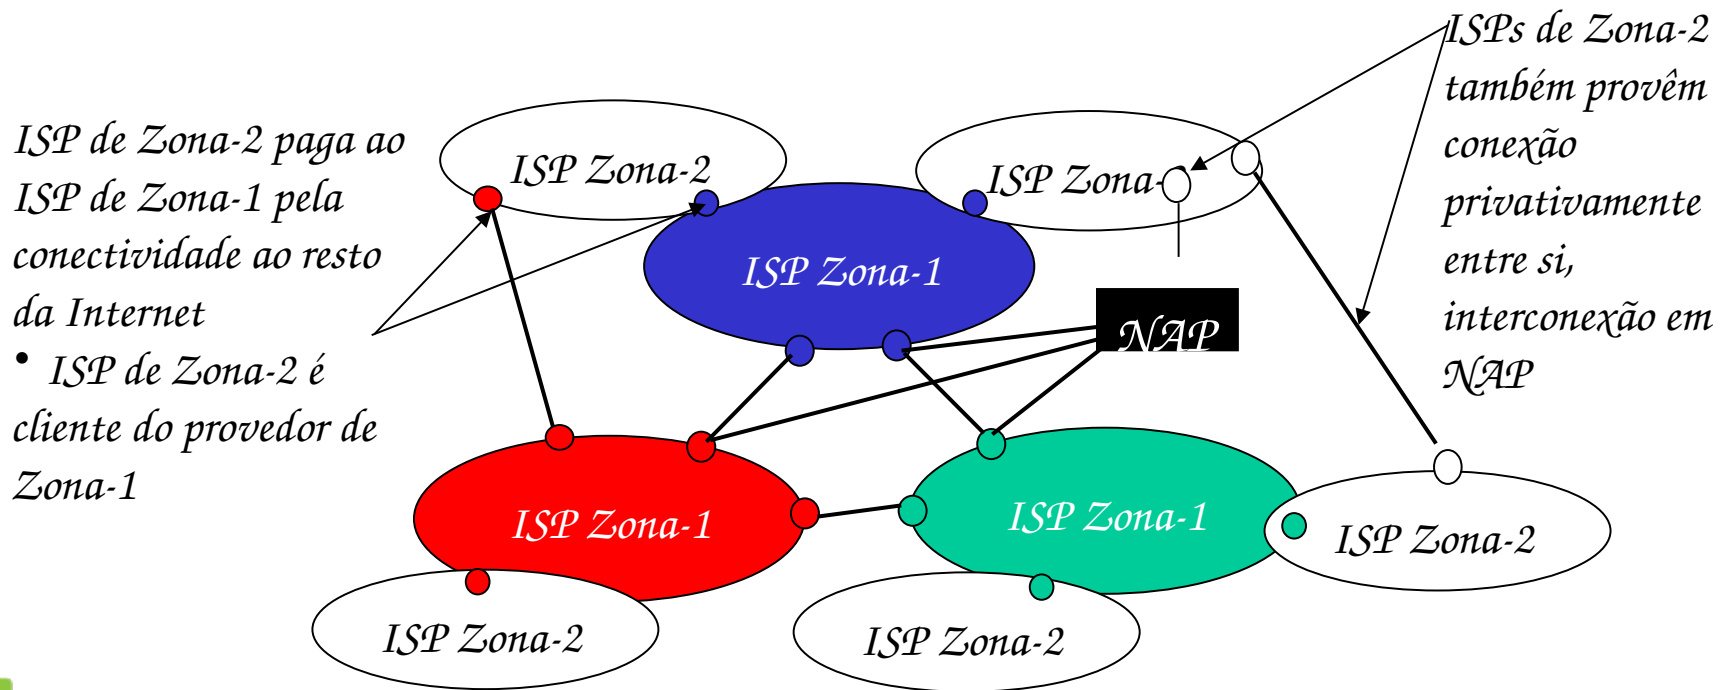 ISP de Zona-2 paga ao
ISP de Zona-1 pela
conectividade ao resto
da Internet
• ISP de Zona-2 é
cliente do provedor de
Zona-1
ISP Zona-2
ISP Zona-
ISPs de Zona-2
também provêm
conexão
privativamente
entre si,
interconexão em
NAP
ISP Zona-1
NAP
ISP Zona-1
ISP Zona-1
ISP Zona-2
ISP Zona-2
ISP Zona-2